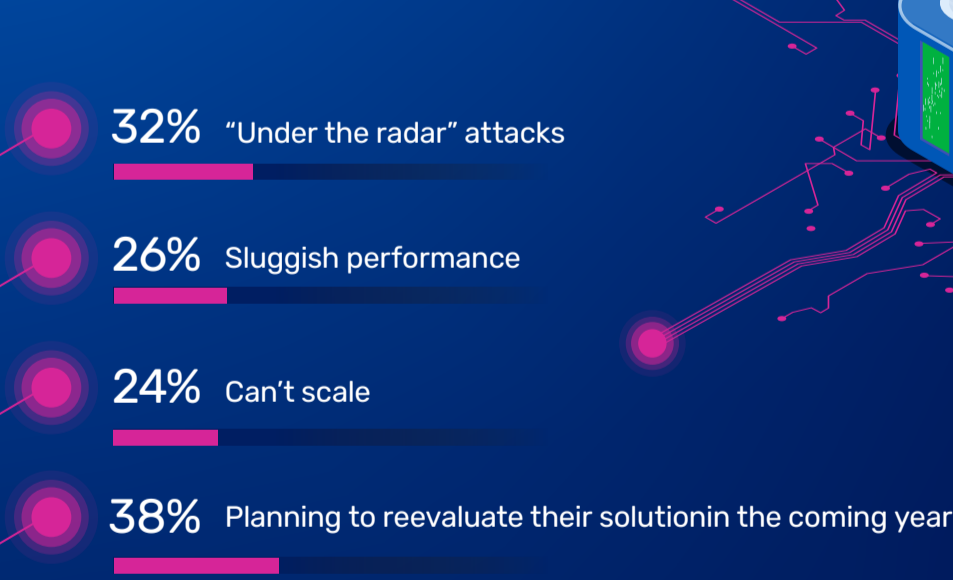 32% “Under the radar” attacks
26% Sluggish performance
24% Can’t scale
38% Planning to reevaluate their solutionin the coming year